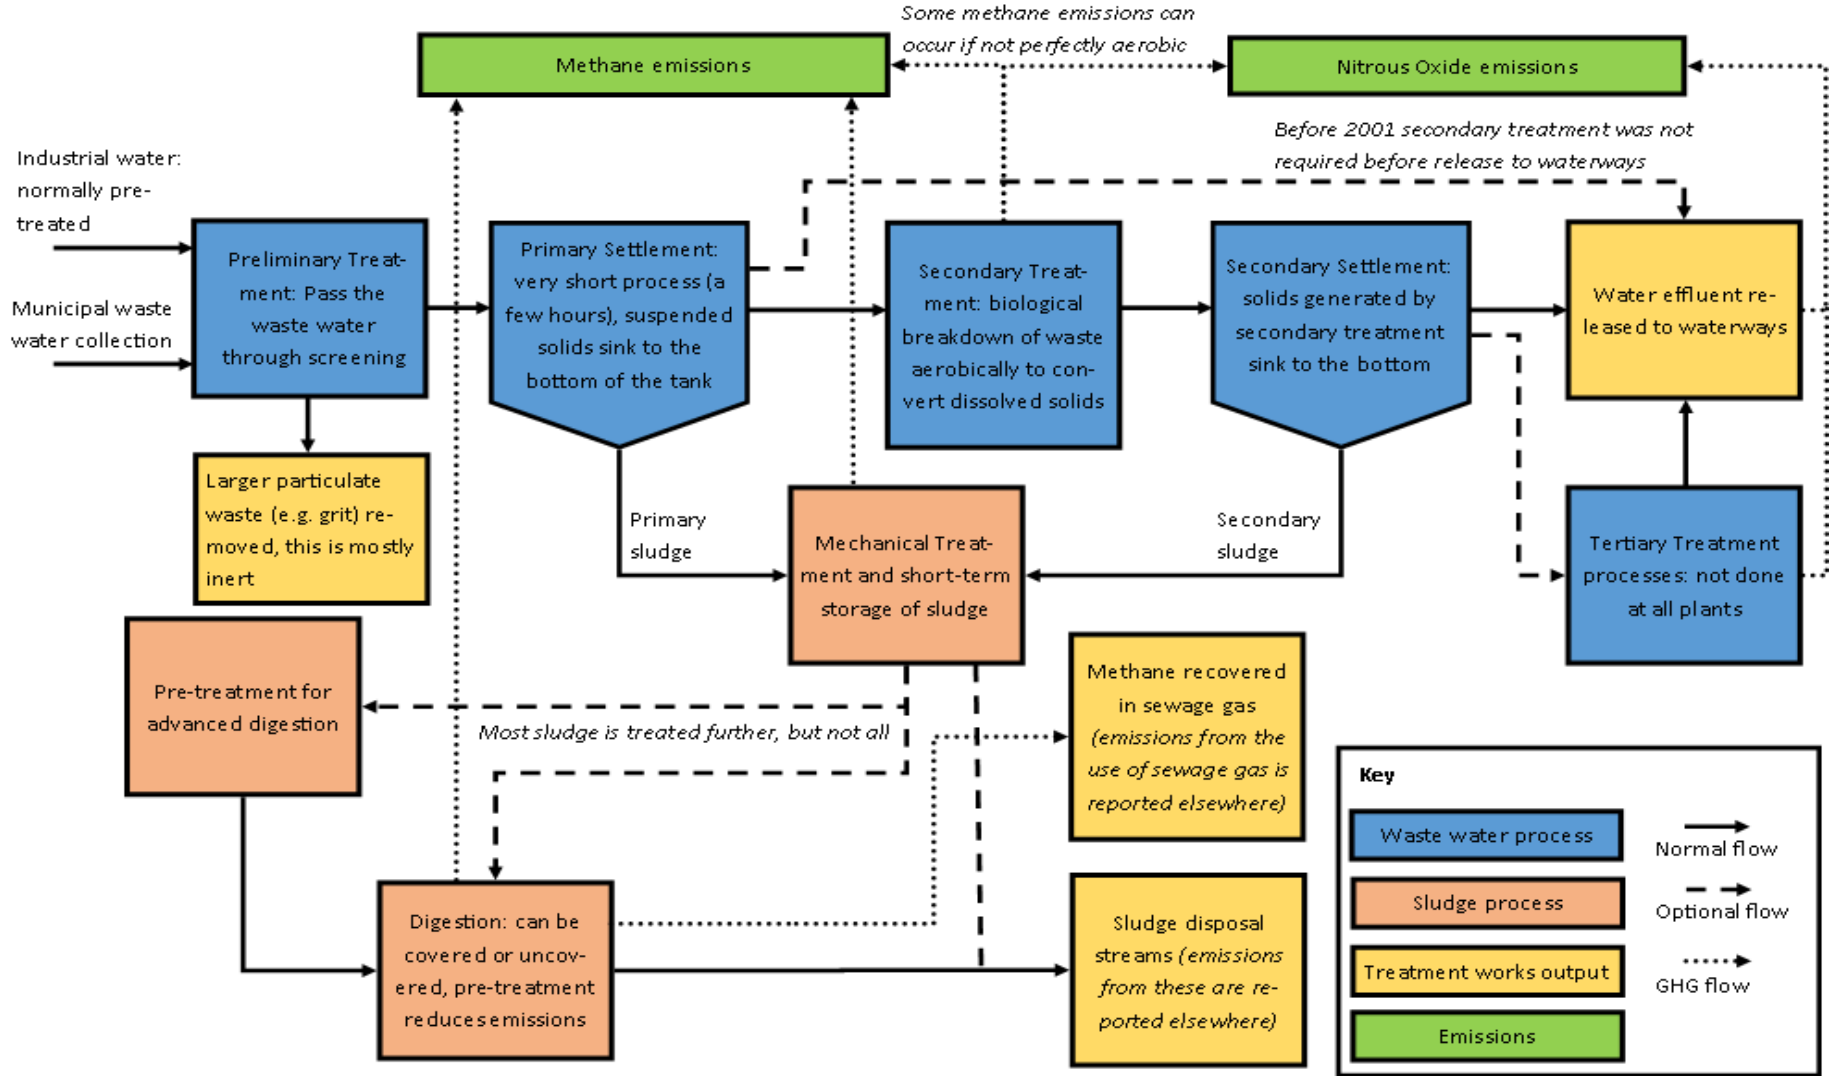 Some methane emissions can
occur if not perfectly aerobic
Methane emissions
Nitrous Oxide emissions
Before 2001 secondary treatment was not
required before release to waterways
Industrial water:
normally pre-
treated
Municipal waste
water collection
Preliminary Treat-
ment: Pass the
waste water
through screening
Primary Settlement:
very short process (a
few hours), suspended
solids sink to the
bottom of the tank
Secondary Treat-
ment: biological
breakdown of waste
aerobically to con-
vert dissolved solids
Secondary Settlement:
solids generated by
secondary treatment
sink to the bottom
Water effluent re-
leased to waterways
Larger particulate
waste (e.g. grit) re-
moved, this is mostly
inert
Primary
sludge
Mechanical Treat-
ment and short-term
storage of sludge
Secondary
sludge
Tertiary Treatment
processes: not done
at all plants
Pre-treatment for
advanced digestion
Most sludge is treated further, but not all
Methane recovered
in sewage gas
(emissions from the
use of sewage gas is
reported elsewhere)
Digestion: can be
covered or uncov-
ered, pre-treatment
reduces emissions
Sludge disposal
streams (emissions
from these are re-
ported elsewhere)
Key
Waste water process
Normal flow
Sludge process
Optional flow
Treatment works output
GHG flow
Emissions